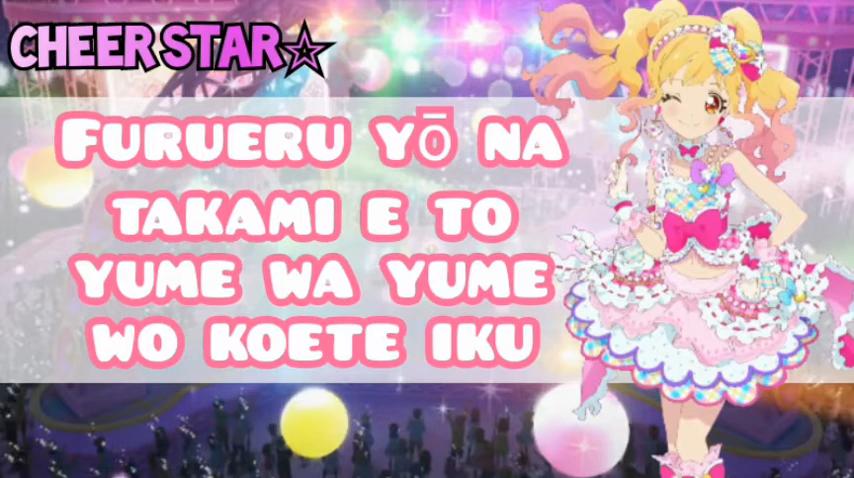 CHEER STAR☆
FURUERU YŌ NA
TAKAMI E TO
YUME WA YUME
WO KOETE IKU